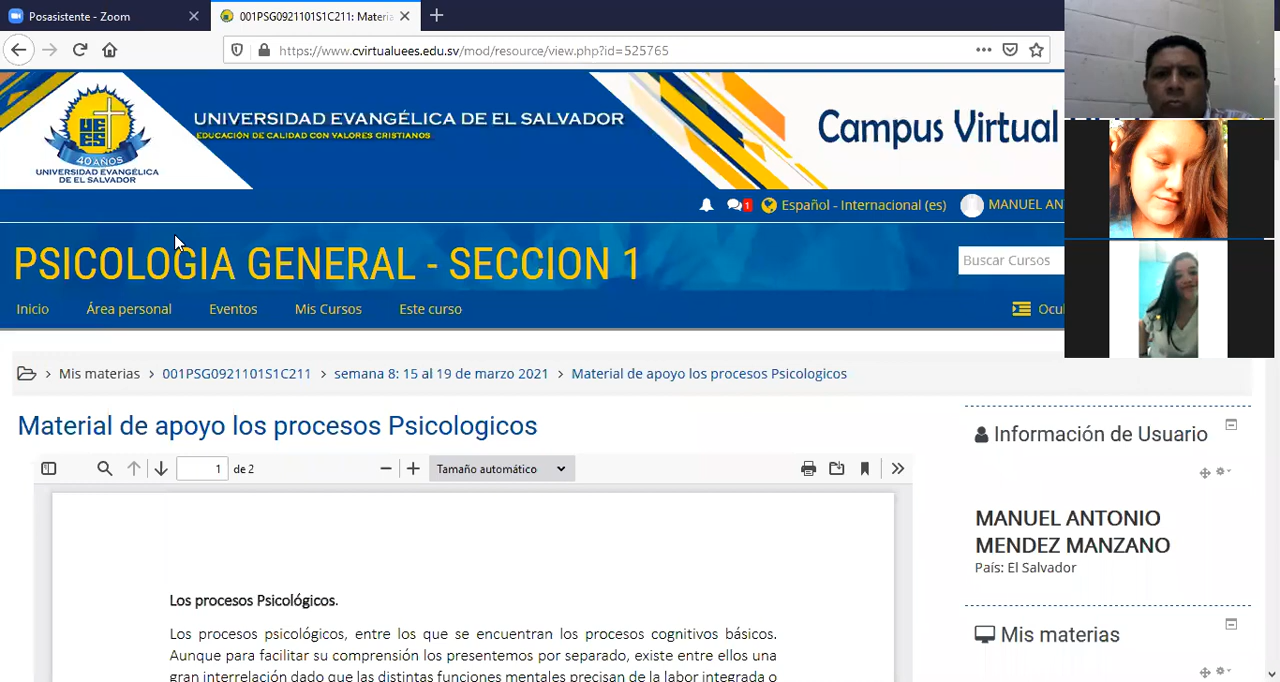 Posasistente - Zoom
001PSG0921101S1C211: Materia
https://www.cvirtualuees.edu.sv/mod/resource/view.php?id=525765
UEES
40 AÑOS
UNIVERSIDAD EVANGÉLICA
DE EL SALVADOR
UNIVERSIDAD EVANGÉLICA DE EL SALVADOR
EDUCACIÓN DE CALIDAD CON VALORES CRISTIANOS
Campus Virtual
1
Español - Internacional (es)
MANUEL AN
PSICOLOGIA GENERAL - SECCION 1
Buscar Cursos
Inicio
Área personal
Eventos
Mis Cursos
Este curso
Ocul
Mis materias > 001PSG0921101S1C211 > semana 8: 15 al 19 de marzo 2021 > Material de apoyo los procesos Psicologicos
Material de apoyo los procesos Psicologicos
1 de 2
Tamaño automático
Los procesos Psicológicos.
Los procesos psicológicos, entre los que se encuentran los procesos cognitivos básicos.
Aunque para facilitar su comprensión los presentemos por separado, existe entre ellos una
gran interrelación dado que las distintas funciones mentales precisan de la labor integrada o
Información de Usuario
MANUEL ANTONIO
MENDEZ MANZANO
País: El Salvador
Mis materias